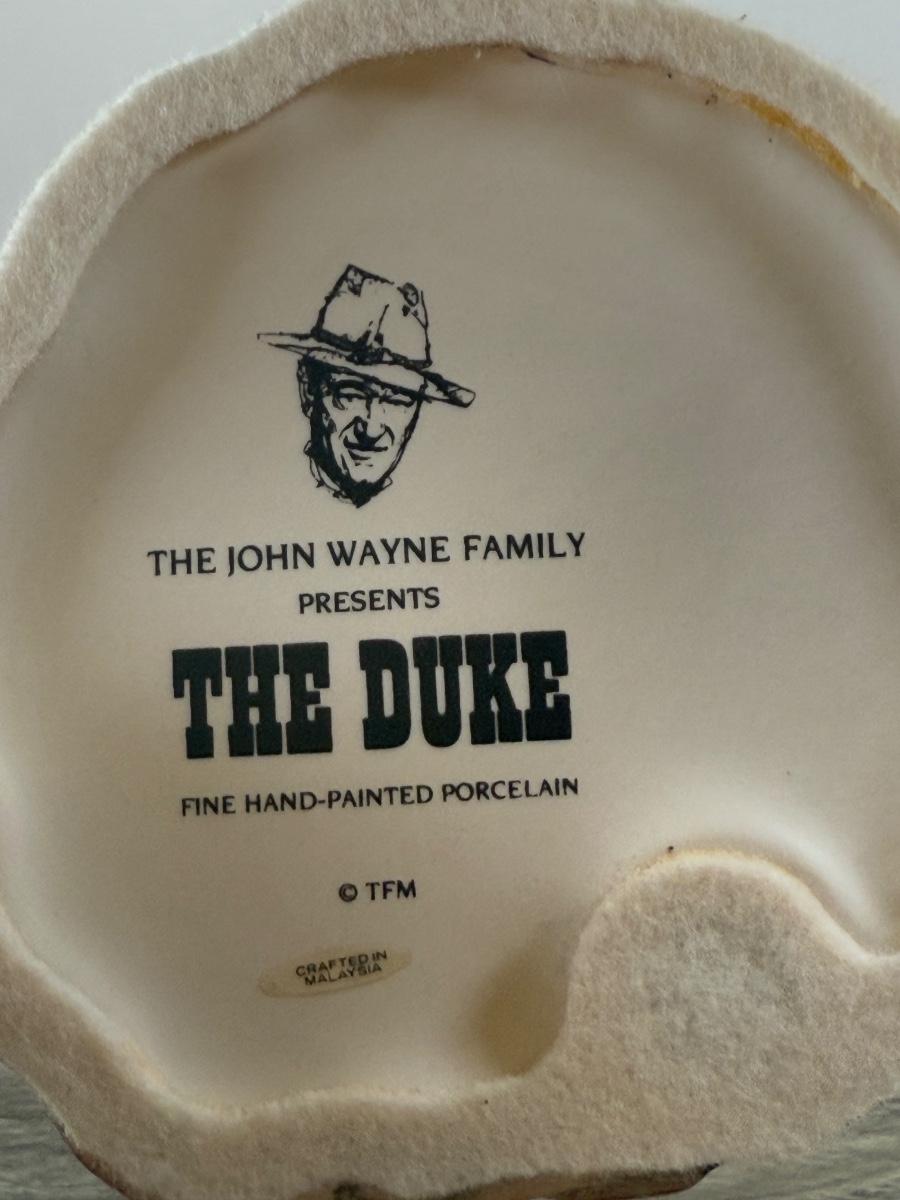 THE JOHN WAYNE FAMILY
PRESENTS
THE DUKE
FINE HAND-PAINTED PORCELAIN
© TFM
CRAFTED IN
MALAYSIA